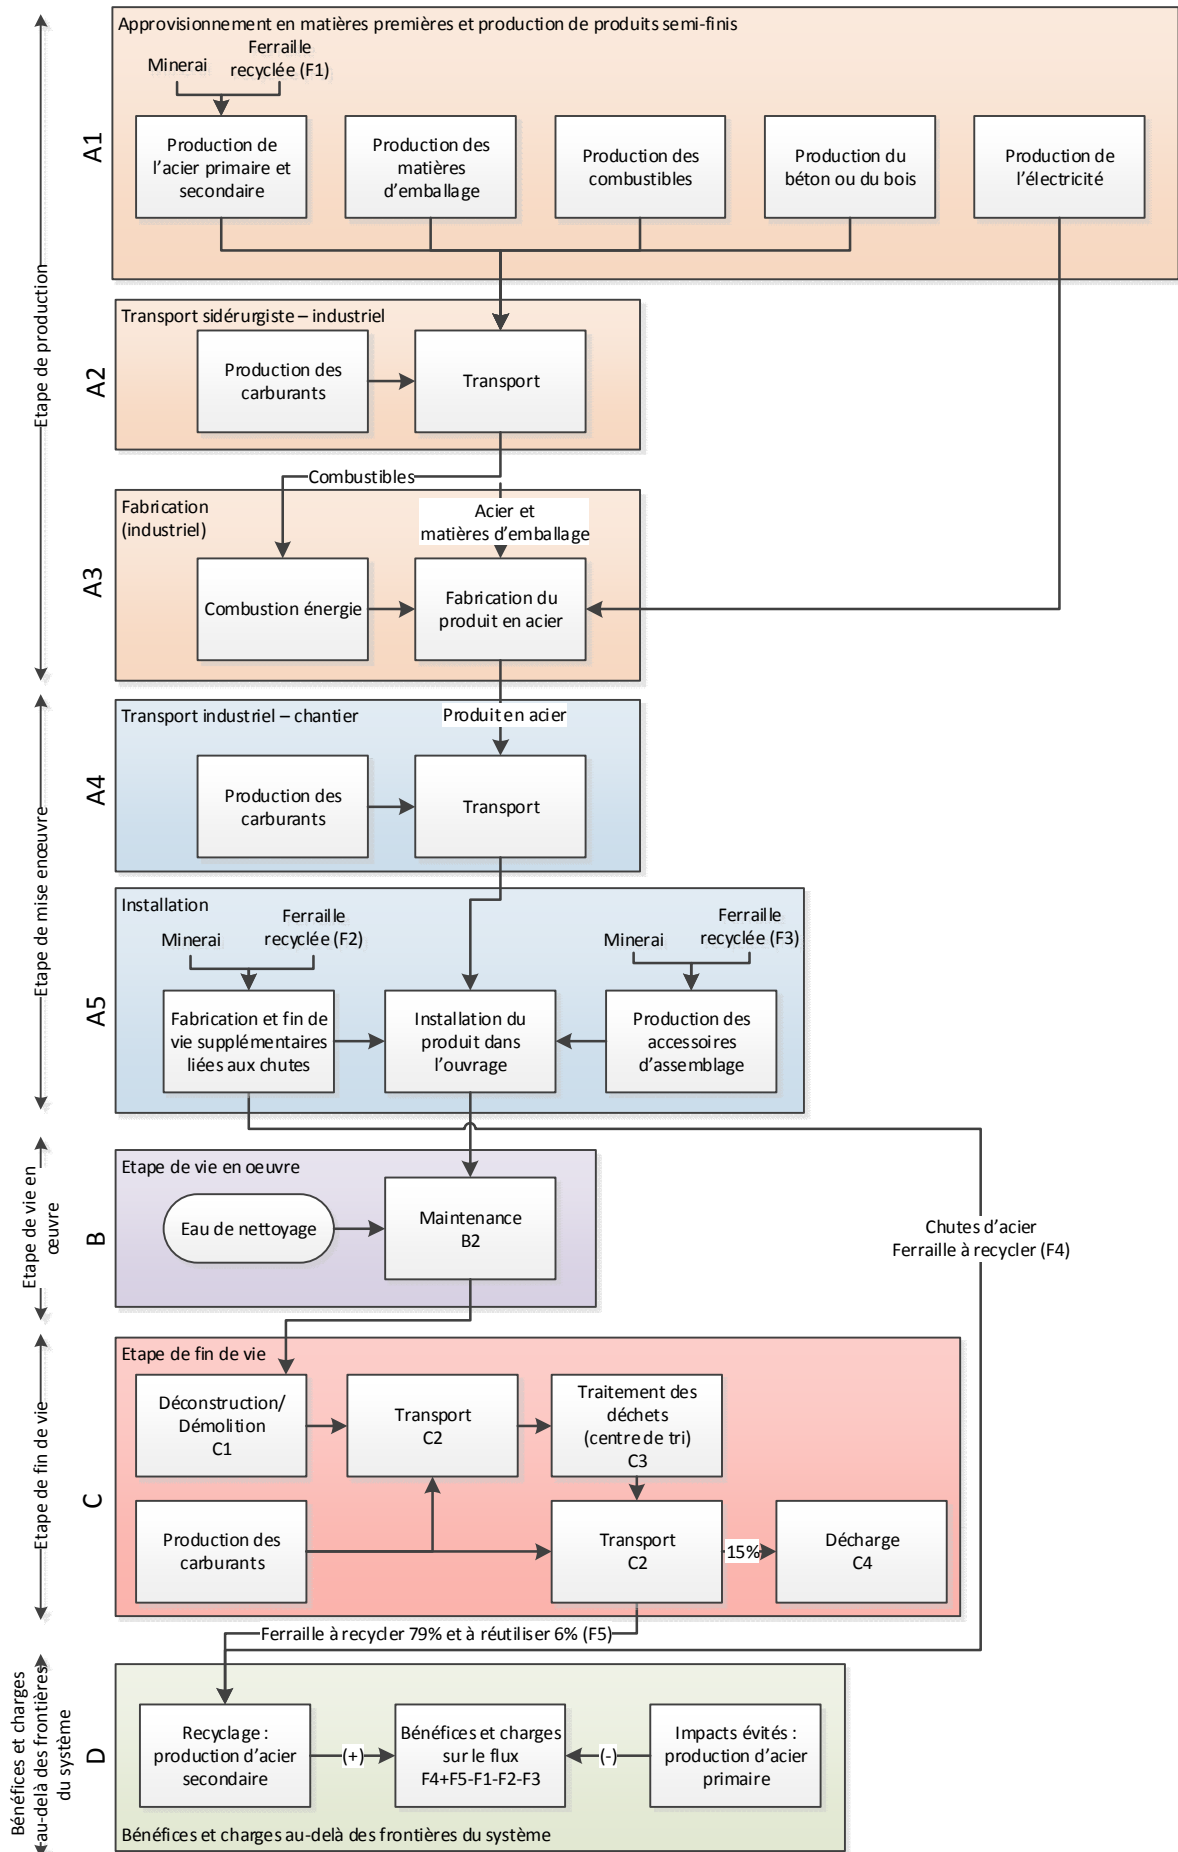 Approvisionnement en matières premières et production de produits semi-finis
Minerai
Ferraille
recyclée (F1)
A1
Production de
l'acier primaire et
secondaire
Production des
matières
d'emballage
Production des
combustibles
Production du
béton ou du bois
Production de
l'électricité
Etape de production
Transport sidérurgiste – industriel
A2
Production des
carburants
Transport
Combustibles
Fabrication
(industriel)
Acier et
matières d'emballage
A3
Combustion énergie
Fabrication du
produit en acier
Transport industriel – chantier
Produit en acier
A4
Production des
carburants
Transport
Etape de mise enœuvre
Installation
Minerai
Ferraille
recyclée (F2)
Minerai
Ferraille
recyclée (F3)
A5
Fabrication et fin de
vie supplémentaires
liées aux chutes
Installation du
produit dans
l'ouvrage
Production des
accessoires
d'assemblage
Etape de vie en
œuvre
Etape de vie en oeuvre
B
Eau de nettoyage
Maintenance
B2
Chutes d'acier
Ferraille à recycler (F4)
Etape de fin de vie
Etape de fin de vie
C
Déconstruction/
Démolition
C1
Transport
C2
Traitement des
déchets
(centre de tri)
C3
Production des
carburants
Transport
C2
15%
Décharge
C4
Ferraille à recycler 79% et à réutiliser 6% (F5)
Bénéfices et charges
au-delà des frontières
du système
D
Recyclage :
production d'acier
secondaire
(+)
Bénéfices et charges
sur le flux
F4+F5-F1-F2-F3
(-)
Impacts évités :
production d'acier
primaire
Bénéfices et charges au-delà des frontières du système